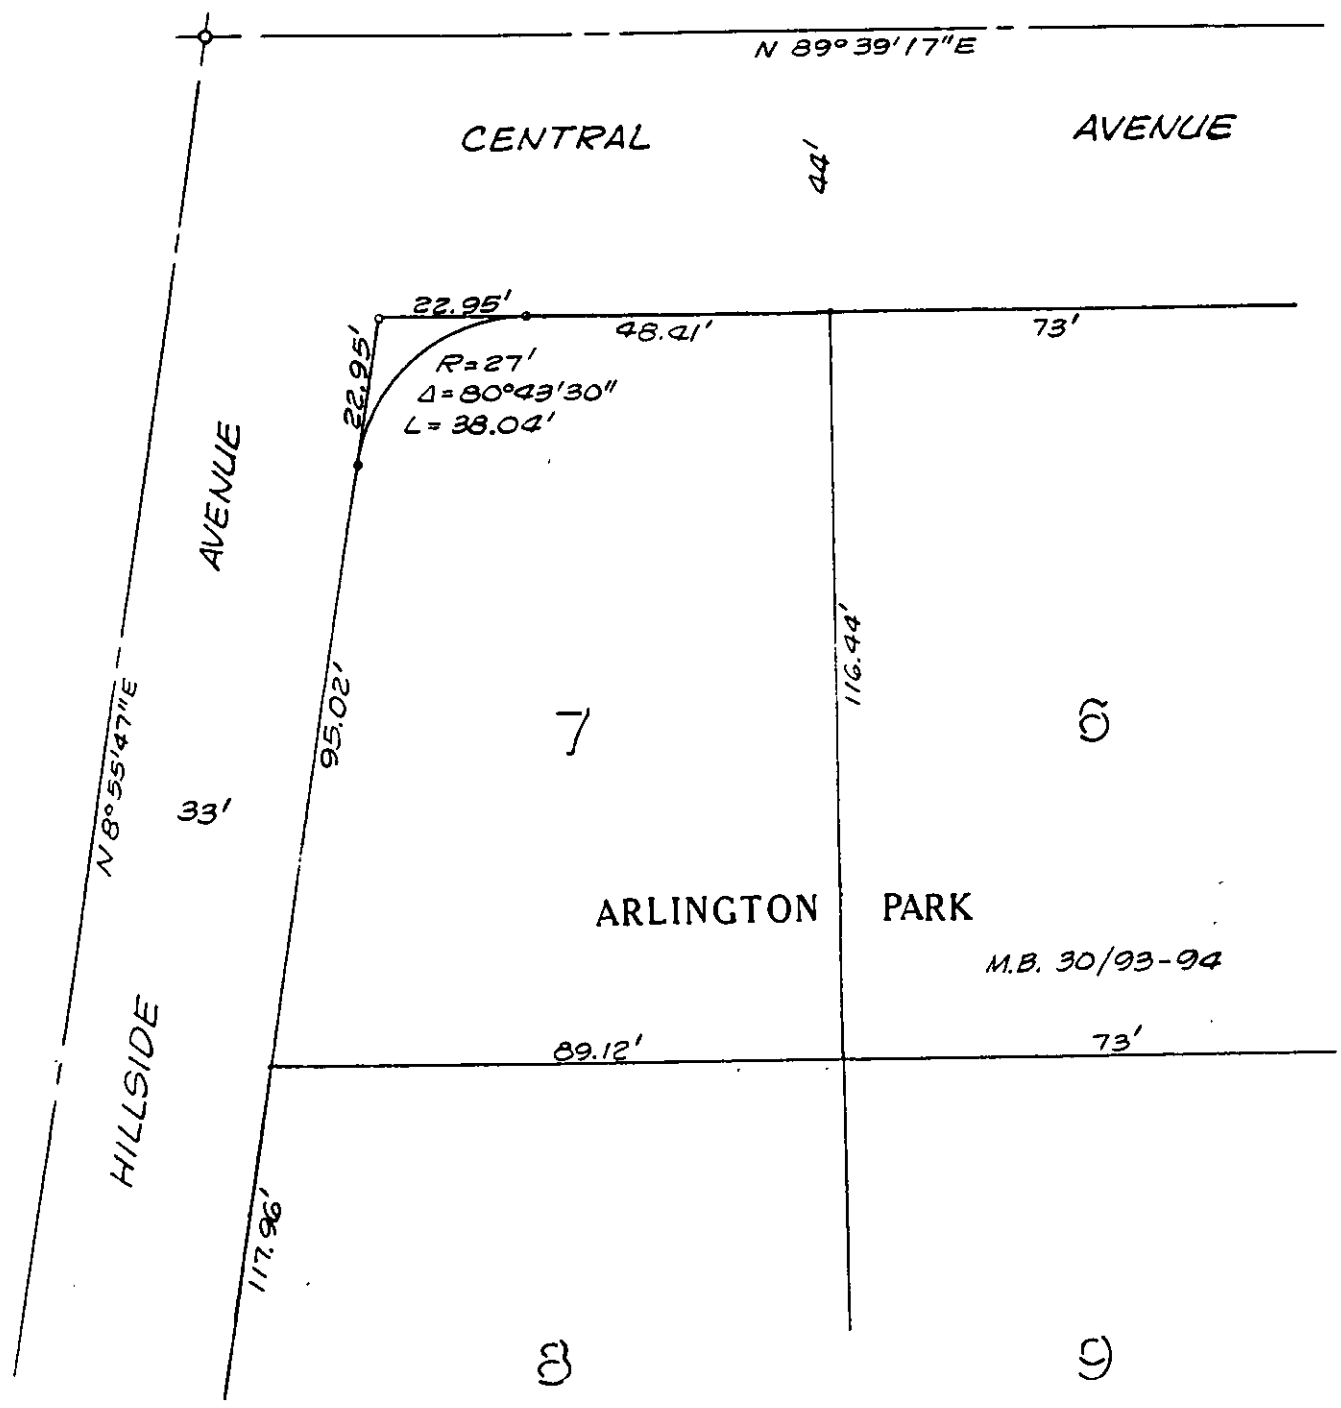 N 89°39'17"E
CENTRAL AVENUE
44'
22.95'
48.41'
73'
22.95'
R=27'
Δ=80°43'30"
L=38.04'
AVENUE
HILLSIDE
N 8°55'47"E
33'
95.02'
116.44'
7
6
ARLINGTON PARK
M.B. 30/93-94
89.12'
73'
117.96'
8
9